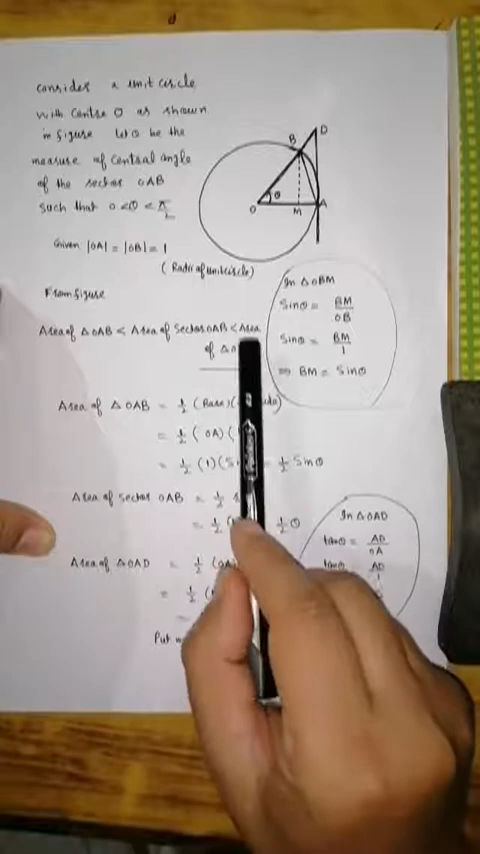 consider a unit circle
with centre O as shown
in figure let θ be the
measure of central angle
of the sector OAB
such that 0 < θ < π/2
Given |OA| = |OB| = 1
(Radii of unit circle)
From figure
Area of △OAB < Area of Sector OAB < Area
of △
B
D
O
θ
M
A
In △OBM
Sinθ = BM/OB
Sinθ = BM/1
⇒ BM = Sinθ
Area of △OAB = 1/2 (Base)(
= 1/2 (OA)(
= 1/2 (1)(S = 1/2 Sinθ
Area of sector OAB = 1/2
= 1/2 1/2 θ
In △OAD
tanθ = AD/OA
tanθ = AD/1
Area of △OAD = 1/2 (OA)
= 1/2 (
=
Put